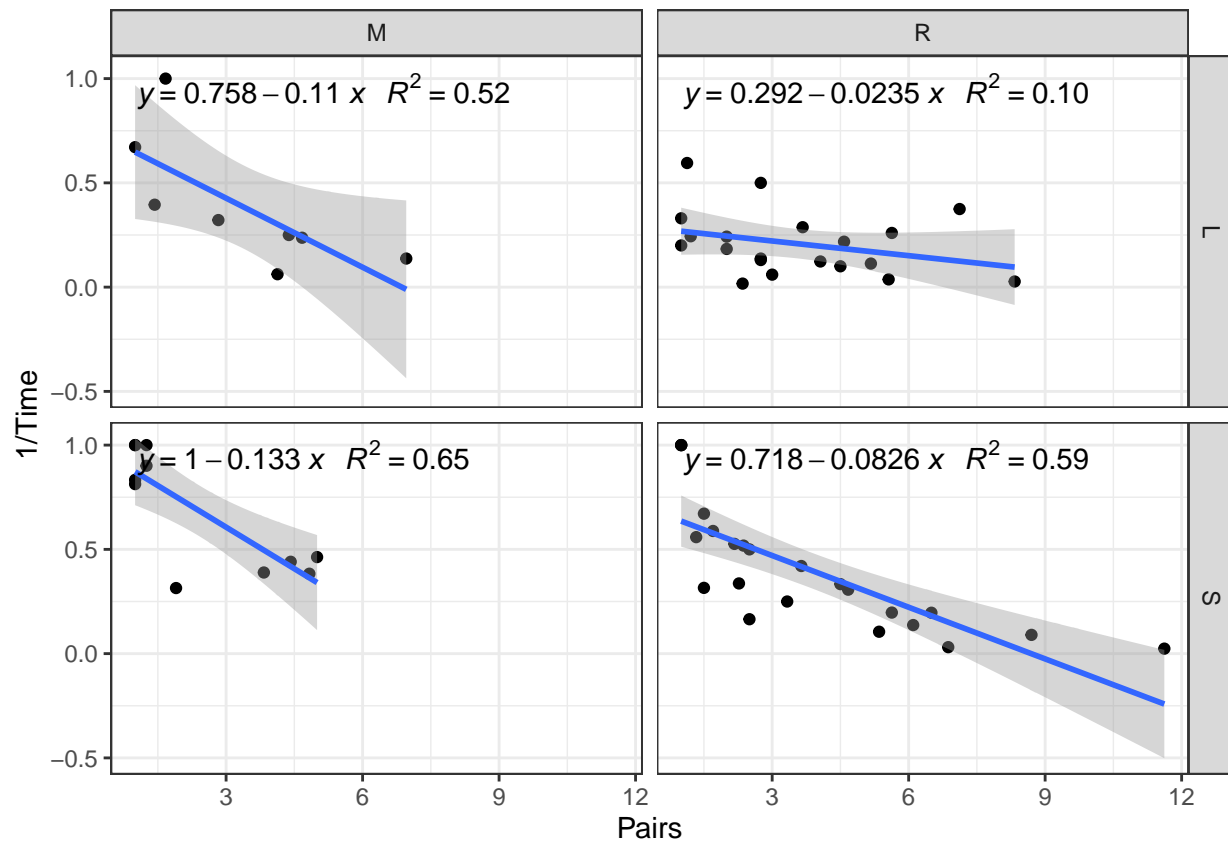 M
R
1.0
y = 0.758 − 0.11 x R² = 0.52
y = 0.292 − 0.0235 x R² = 0.10
0.5
0.0
−0.5
L
1/Time
1.0
y = 1 − 0.133 x R² = 0.65
y = 0.718 − 0.0826 x R² = 0.59
0.5
0.0
−0.5
S
3 6 9 12
3 6 9 12
Pairs